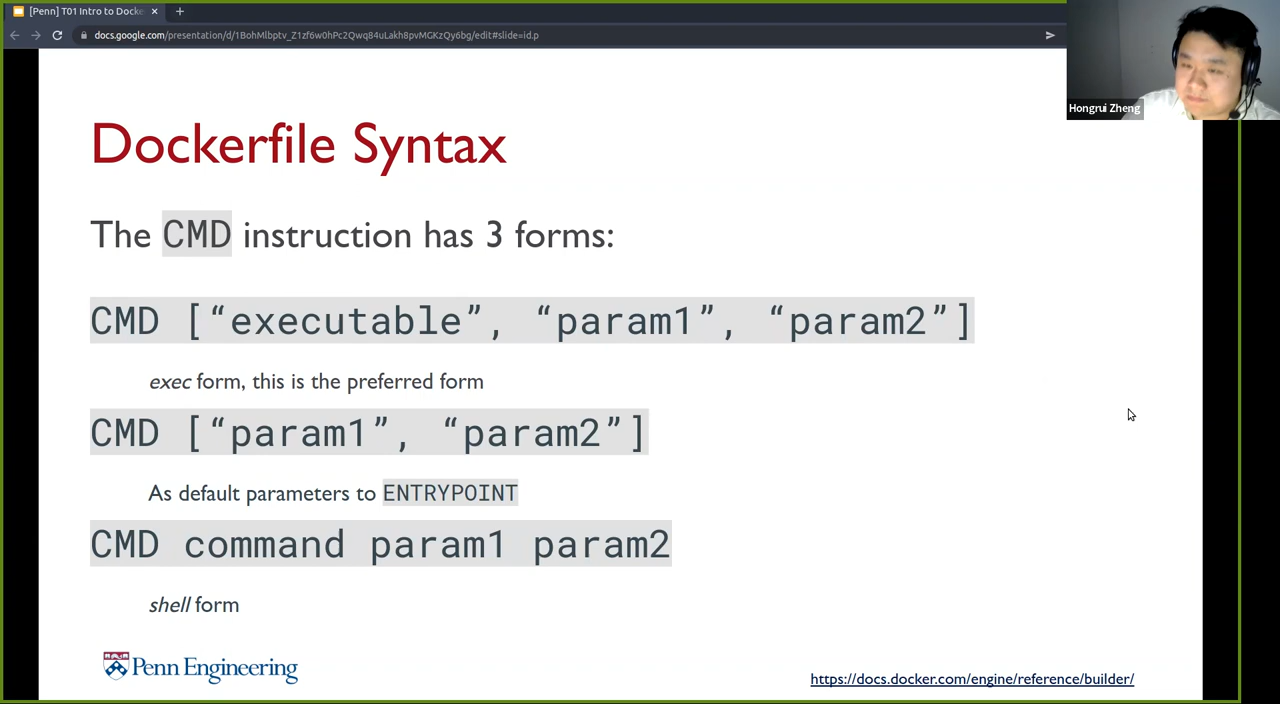 [Penn] T01 Intro to Docke
docs.google.com/presentation/d/1BohMlbptv_Z1zf6w0hPc2Qwq84uLakh8pvMGKzQy6bg/edit#slide=id.p
Hongrui Zheng
Dockerfile Syntax
The CMD instruction has 3 forms:
CMD [“executable”, “param1”, “param2”]
exec form, this is the preferred form
CMD [“param1”, “param2”]
As default parameters to ENTRYPOINT
CMD command param1 param2
shell form
Penn Engineering
https://docs.docker.com/engine/reference/builder/